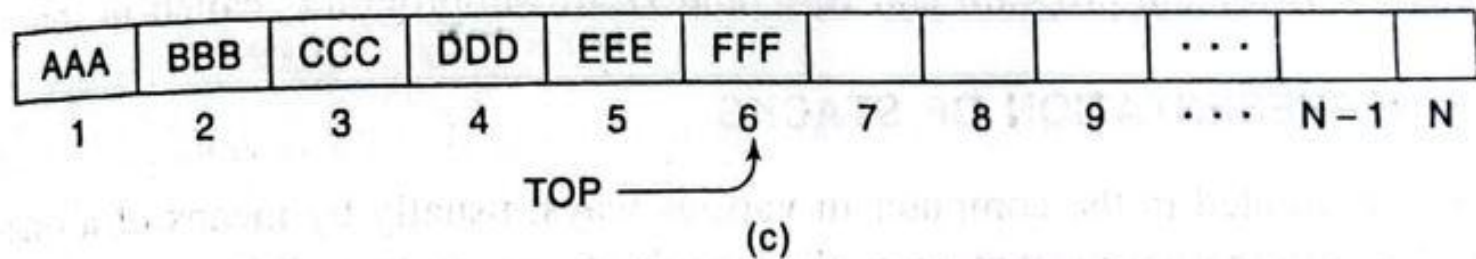 AAA BBB CCC DDD EEE FFF · · ·
1 2 3 4 5 6 7 8 9 · · · N – 1 N
TOP
(c)